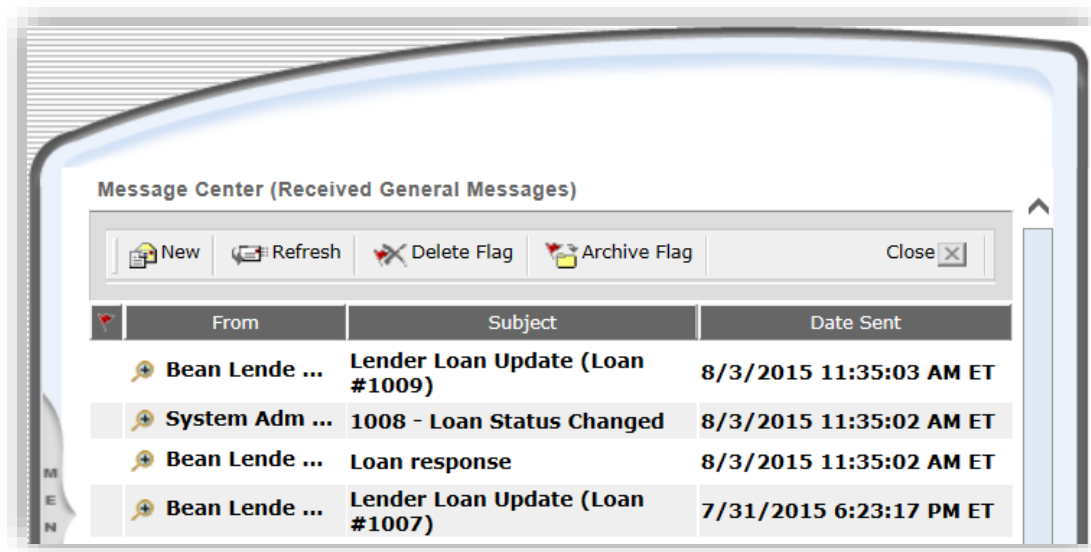 Message Center (Received General Messages)
New Refresh Delete Flag Archive Flag Close
From Subject Date Sent
Bean Lende ... Lender Loan Update (Loan #1009) 8/3/2015 11:35:03 AM ET
System Adm ... 1008 - Loan Status Changed 8/3/2015 11:35:02 AM ET
Bean Lende ... Loan response 8/3/2015 11:35:02 AM ET
Bean Lende ... Lender Loan Update (Loan #1007) 7/31/2015 6:23:17 PM ET
M
E
N